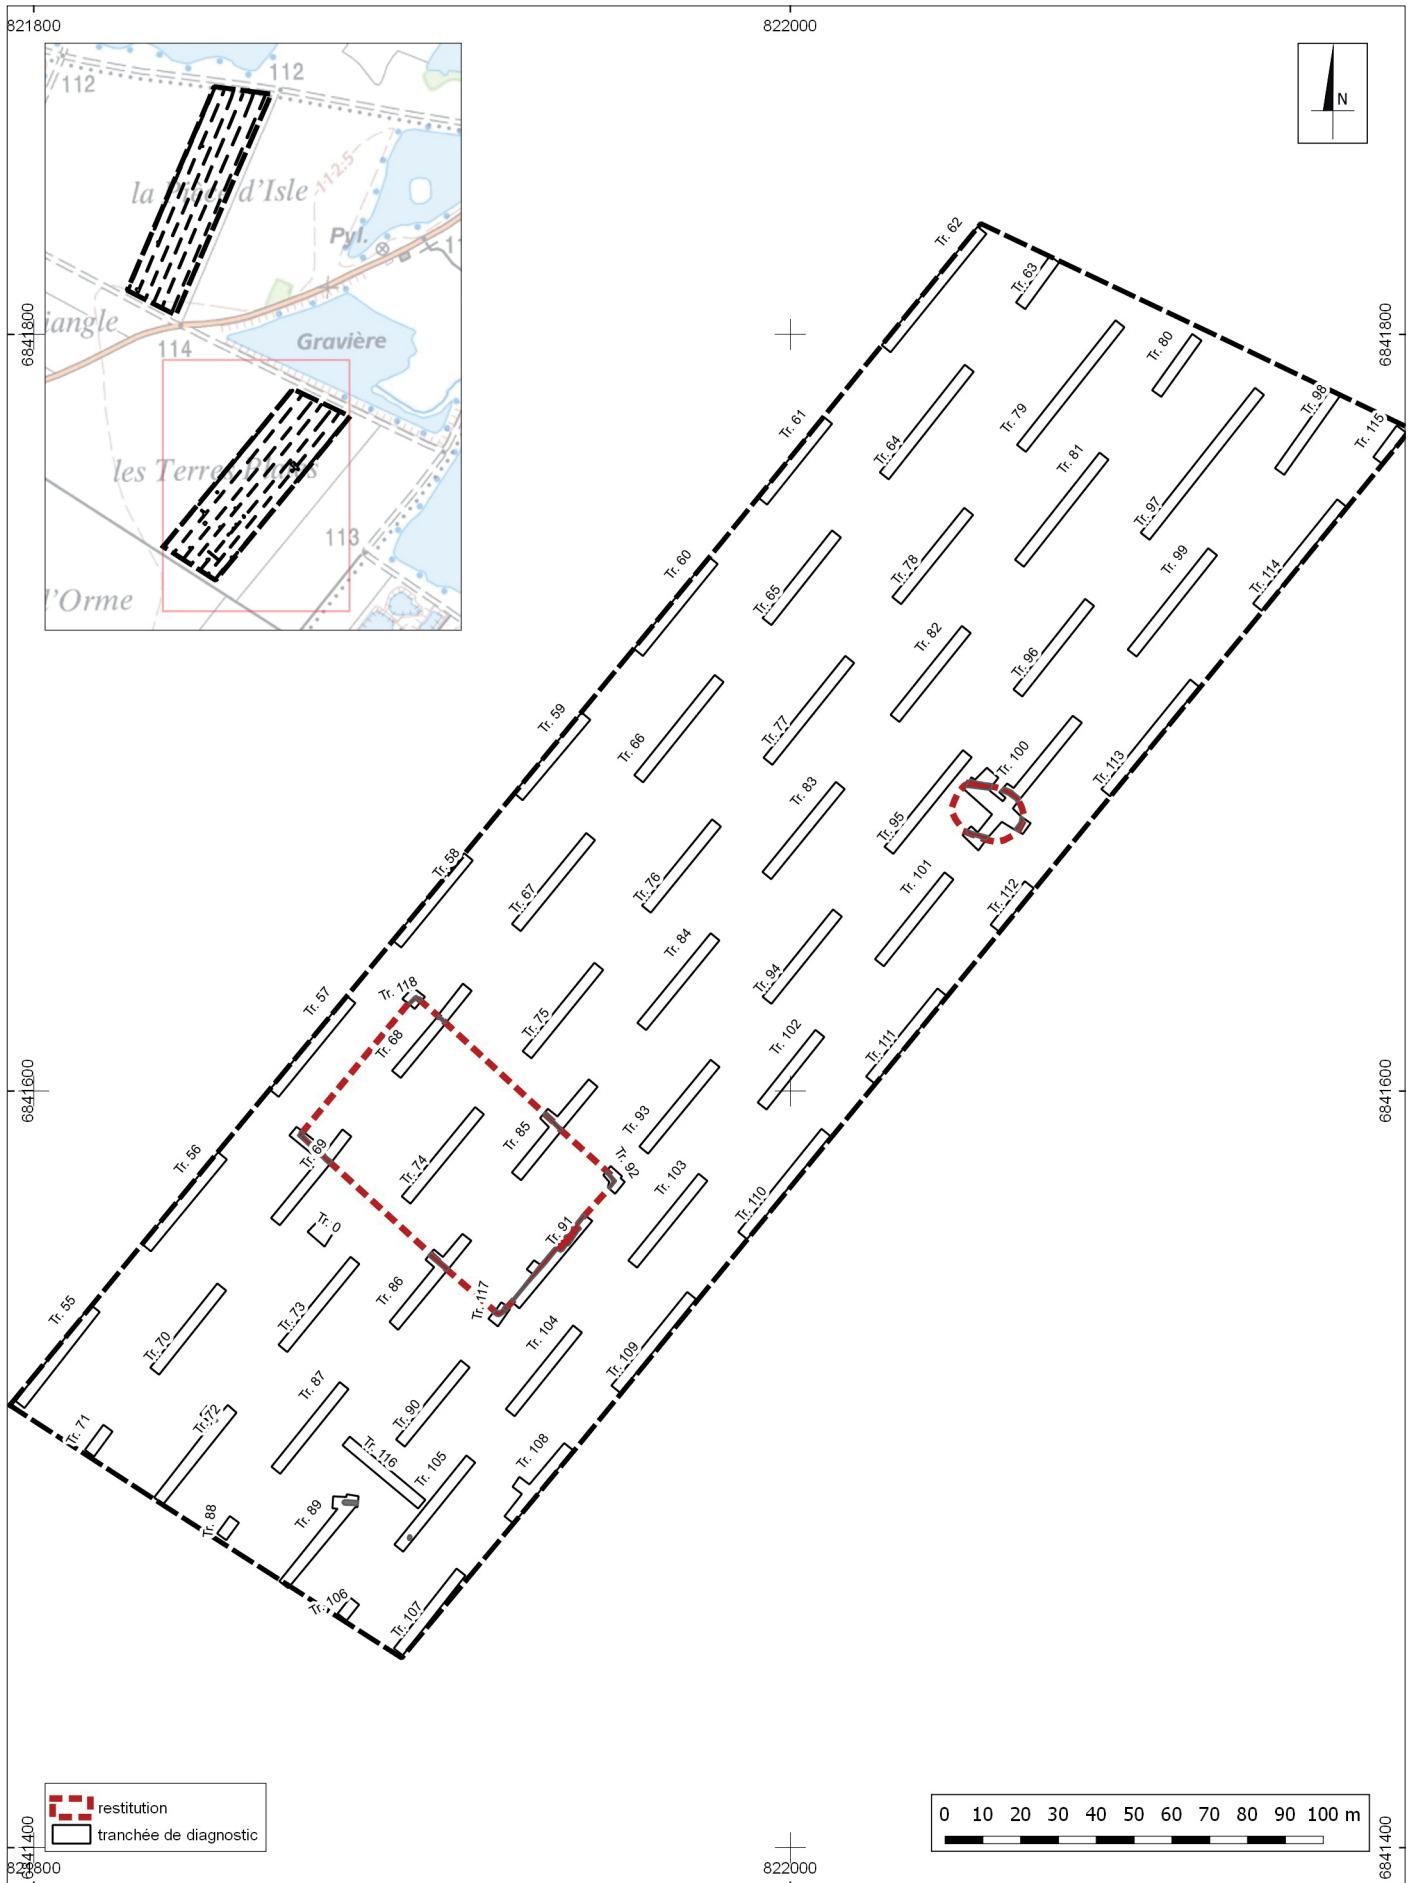 821800
822000
112
112
la Pièce d'Isle
112.5
Pyl.
11
iangle
114
Gravière
les Terres Plates
113
l'Orme
N
6841800
6841800
6841600
6841600
6841400
6841400
821800
822000
Tr. 62
Tr. 63
Tr. 80
Tr. 98
Tr. 115
Tr. 61
Tr. 64
Tr. 79
Tr. 81
Tr. 97
Tr. 60
Tr. 65
Tr. 78
Tr. 99
Tr. 114
Tr. 59
Tr. 66
Tr. 77
Tr. 82
Tr. 96
Tr. 58
Tr. 67
Tr. 76
Tr. 83
Tr. 95
Tr. 100
Tr. 113
Tr. 57
Tr. 118
Tr. 68
Tr. 75
Tr. 84
Tr. 94
Tr. 101
Tr. 112
Tr. 56
Tr. 69
Tr. 74
Tr. 85
Tr. 92
Tr. 93
Tr. 102
Tr. 111
Tr. 0
Tr. 91
Tr. 103
Tr. 110
Tr. 55
Tr. 70
Tr. 73
Tr. 86
Tr. 117
Tr. 104
Tr. 109
Tr. 71
Tr. 72
Tr. 87
Tr. 90
Tr. 116
Tr. 105
Tr. 108
Tr. 88
Tr. 89
Tr. 106
Tr. 107
restitution
tranchée de diagnostic
0 10 20 30 40 50 60 70 80 90 100 m